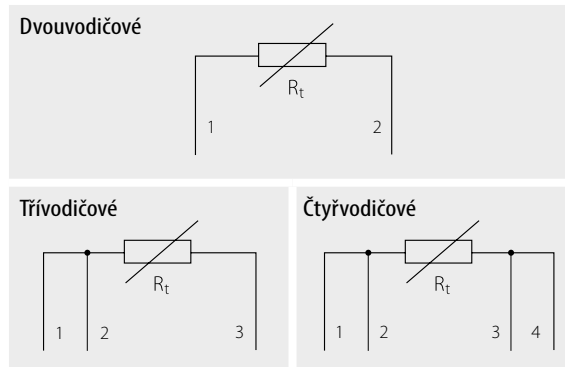 Dvouvodičové
Rt
1 2
Třívodičové
Rt
1 2 3
Čtyřvodičové
Rt
1 2 3 4